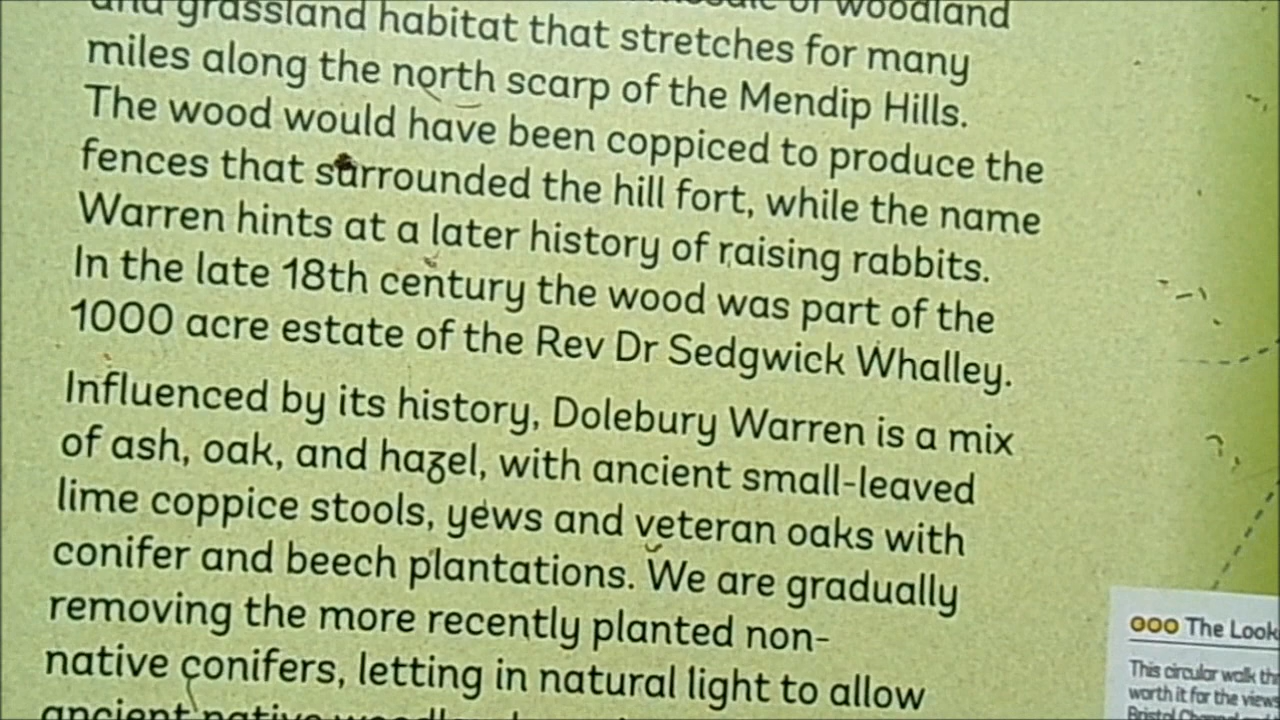 and grassland habitat that stretches for many
miles along the north scarp of the Mendip Hills.
The wood would have been coppiced to produce the
fences that surrounded the hill fort, while the name
Warren hints at a later history of raising rabbits.
In the late 18th century the wood was part of the
1000 acre estate of the Rev Dr Sedgwick Whalley.
Influenced by its history, Dolebury Warren is a mix
of ash, oak, and hazel, with ancient small-leaved
lime coppice stools, yews and veteran oaks with
conifer and beech plantations. We are gradually
removing the more recently planted non-
native conifers, letting in natural light to allow
ancient native
The Look
This circular walk
worth it for the views
Bristol